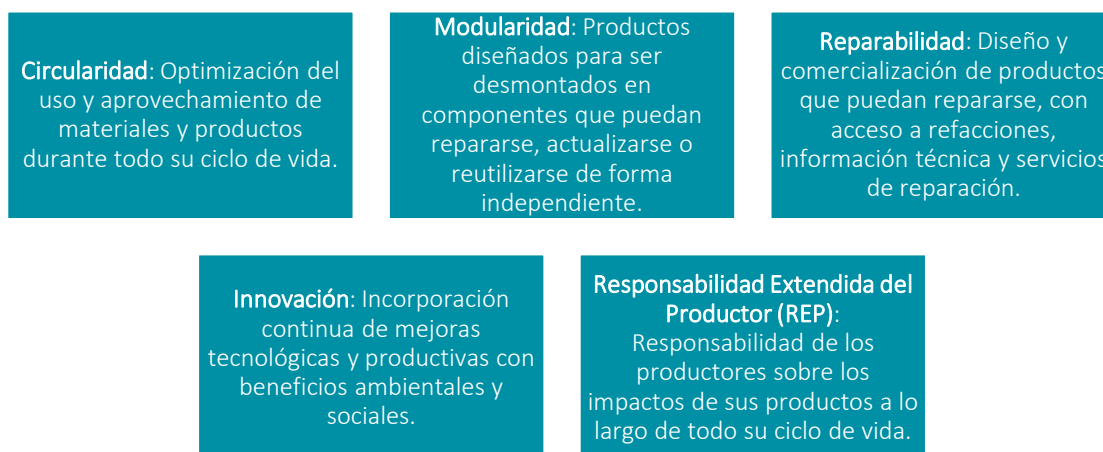 Circularidad: Optimización del
uso y aprovechamiento de
materiales y productos
durante todo su ciclo de vida.
Modularidad: Productos
diseñados para ser
desmontados en
componentes que puedan
repararse, actualizarse o
reutilizarse de forma
independiente.
Reparabilidad: Diseño y
comercialización de productos
que puedan repararse, con
acceso a refacciones,
información técnica y servicios
de reparación.
Innovación: Incorporación
continua de mejoras
tecnológicas y productivas con
beneficios ambientales y
sociales.
Responsabilidad Extendida del
Productor (REP):
Responsabilidad de los
productores sobre los
impactos de sus productos a lo
largo de todo su ciclo de vida.